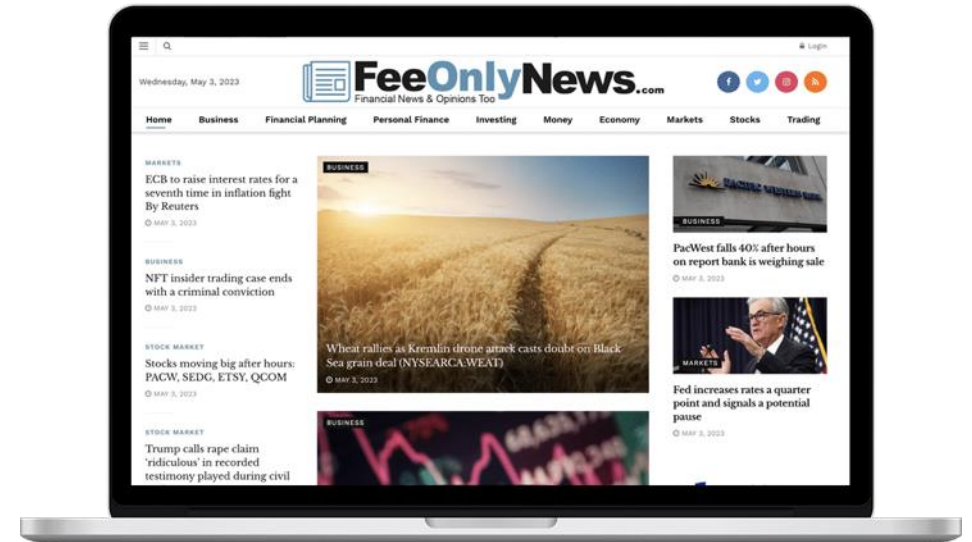 Login
Wednesday, May 3, 2023
FeeOnlyNews.com
Financial News & Opinions Too
Home Business Financial Planning Personal Finance Investing Money Economy Markets Stocks Trading
MARKETS
ECB to raise interest rates for a
seventh time in inflation fight
By Reuters
MAY 3, 2023
BUSINESS
NFT insider trading case ends
with a criminal conviction
MAY 3, 2023
STOCK MARKET
Stocks moving big after hours:
PACW, SEDG, ETSY, QCOM
MAY 3, 2023
STOCK MARKET
Trump calls rape claim
'ridiculous' in recorded
testimony played during civil
BUSINESS
Wheat rallies as Kremlin drone attack casts doubt on Black
Sea grain deal (NYSEARCA:WEAT)
MAY 3, 2023
BUSINESS
PACIFIC WESTERN BANK
BUSINESS
PacWest falls 40% after hours
on report bank is weighing sale
MAY 3, 2023
MARKETS
Fed increases rates a quarter
point and signals a potential
pause
MAY 3, 2023